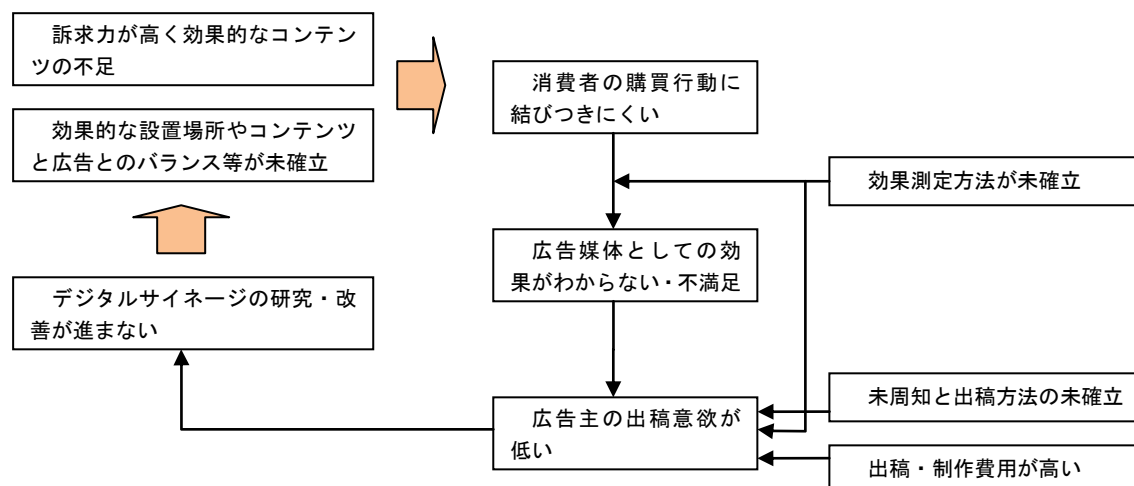 訴求力が高く効果的なコンテン
ツの不足
効果的な設置場所やコンテンツ
と広告とのバランス等が未確立
デジタルサイネージの研究・改
善が進まない
消費者の購買行動に
結びつきにくい
広告媒体としての効
果がわからない・不満足
広告主の出稿意欲が
低い
効果測定方法が未確立
未周知と出稿方法の未確立
出稿・制作費用が高い